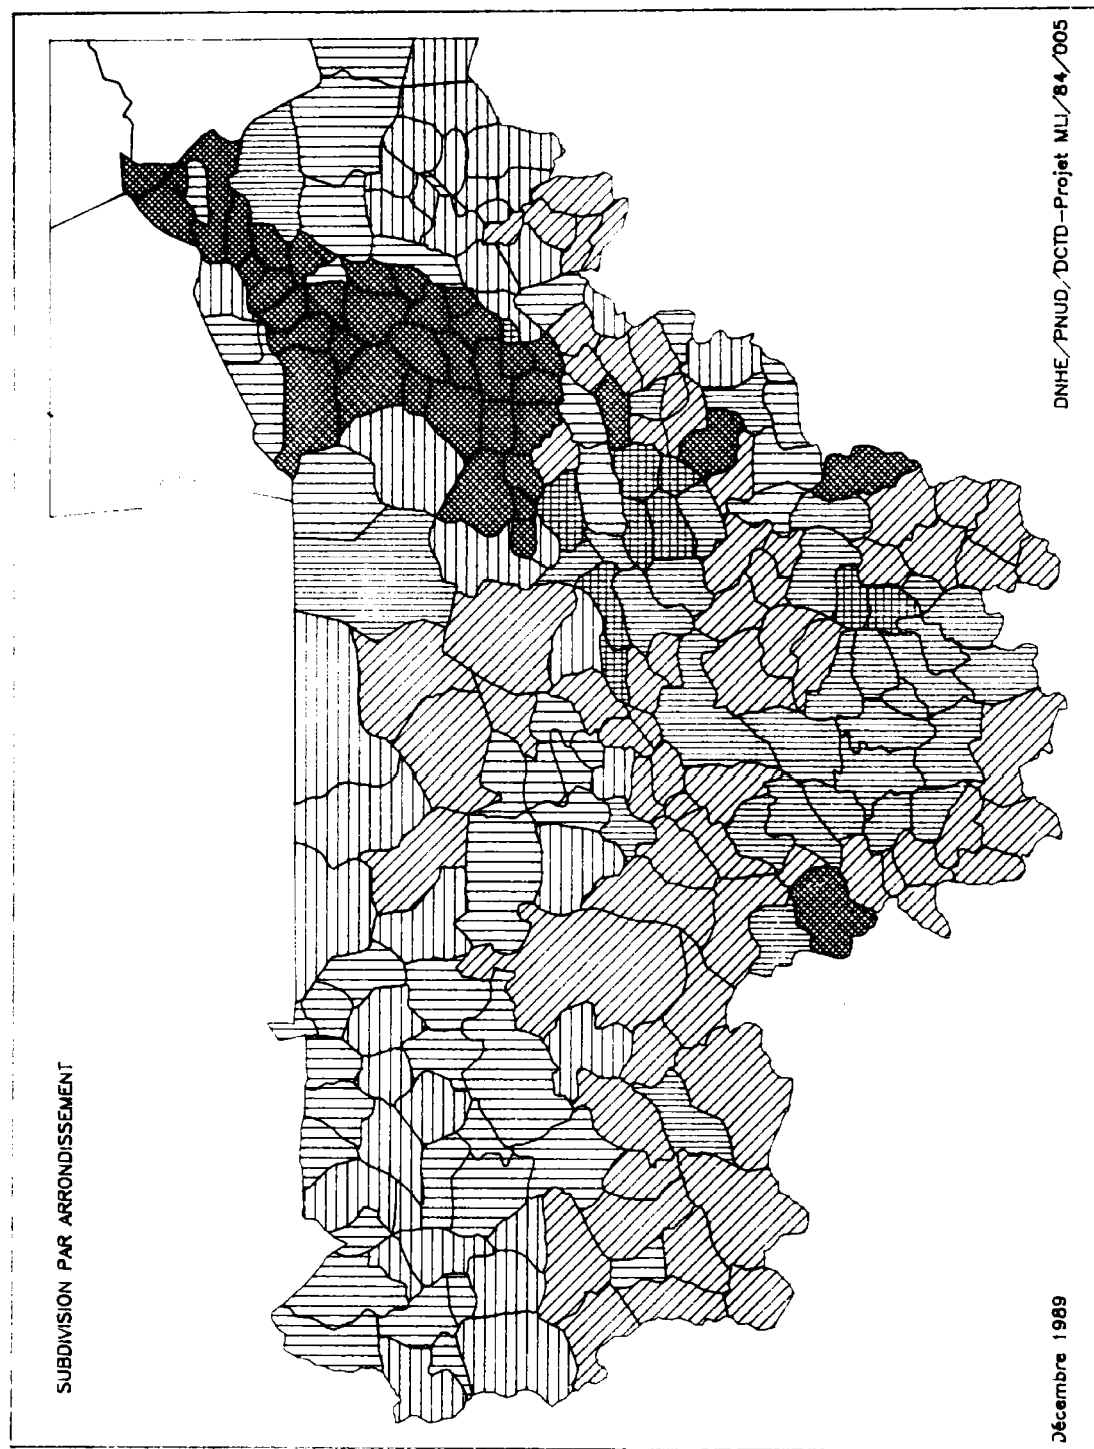 SUBDIVISION PAR ARRONDISSEMENT
Décembre 1989
DNHE/PNUD/DCTD-Projet MLI/84/005